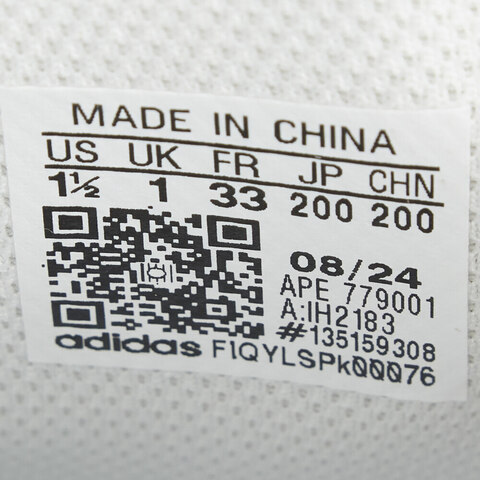 MADE IN CHINA
US UK FR JP CHN
1½ 1 33 200 200
08/24
APE 779001
A:IH2183
#135159308
adidas FIQYLSPk00076